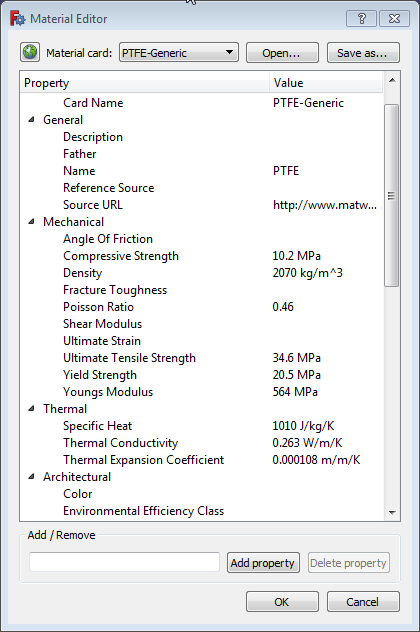 Material Editor
Material card: PTFE-Generic Open... Save as...
Property Value
Card Name PTFE-Generic
General
Description
Father
Name PTFE
Reference Source
Source URL http://www.matw...
Mechanical
Angle Of Friction
Compressive Strength 10.2 MPa
Density 2070 kg/m^3
Fracture Toughness
Poisson Ratio 0.46
Shear Modulus
Ultimate Strain
Ultimate Tensile Strength 34.6 MPa
Yield Strength 20.5 MPa
Youngs Modulus 564 MPa
Thermal
Specific Heat 1010 J/kg/K
Thermal Conductivity 0.263 W/m/K
Thermal Expansion Coefficient 0.000108 m/m/K
Architectural
Color
Environmental Efficiency Class
Add / Remove
Add property Delete property
OK Cancel